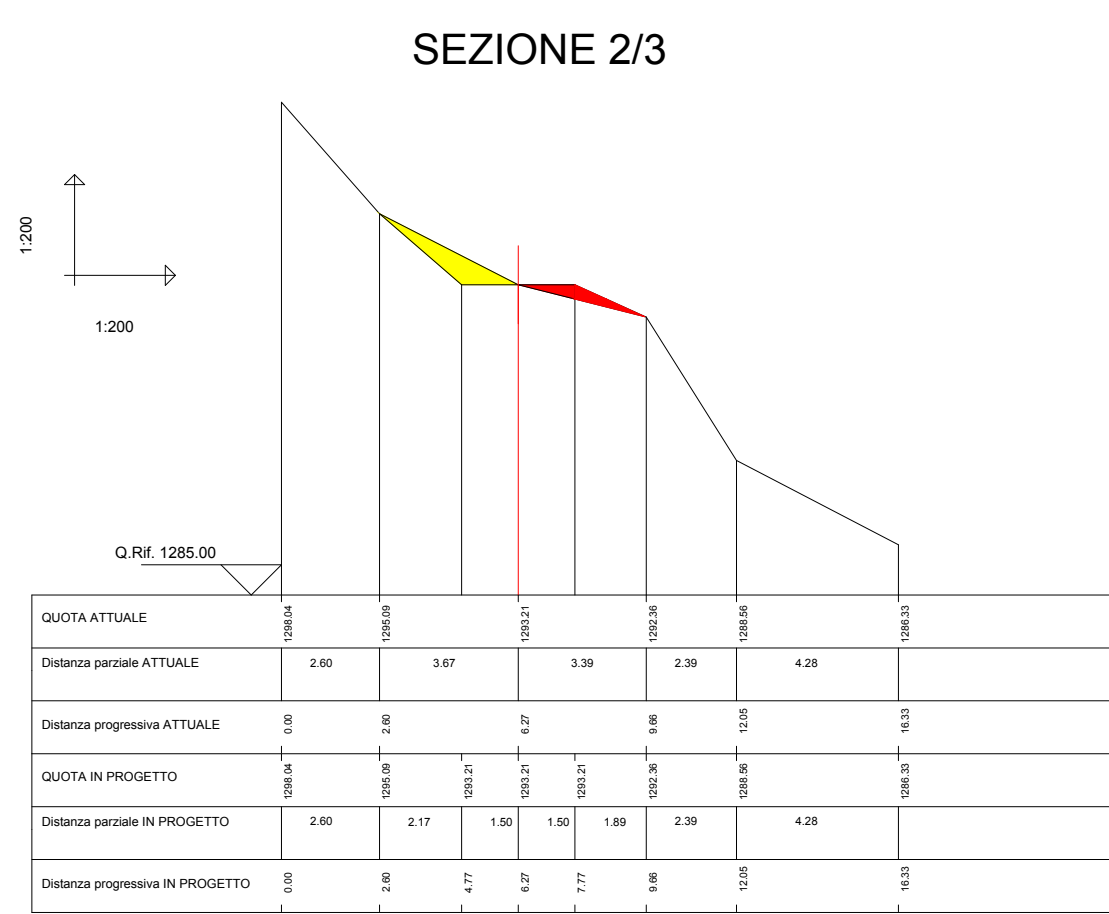 SEZIONE 2/3
1:200
1:200
Q.Rif. 1285.00
QUOTA ATTUALE 1298.04 1295.09 1293.21 1292.36 1288.56 1286.33
Distanza parziale ATTUALE 2.60 3.67 3.39 2.39 4.28
Distanza progressiva ATTUALE 0.00 2.60 6.27 9.66 12.05 16.33
QUOTA IN PROGETTO 1298.04 1295.09 1293.21 1293.21 1293.21 1292.36 1288.56 1286.33
Distanza parziale IN PROGETTO 2.60 2.17 1.50 1.50 1.89 2.39 4.28
Distanza progressiva IN PROGETTO 0.00 2.60 4.77 6.27 7.77 9.66 12.05 16.33